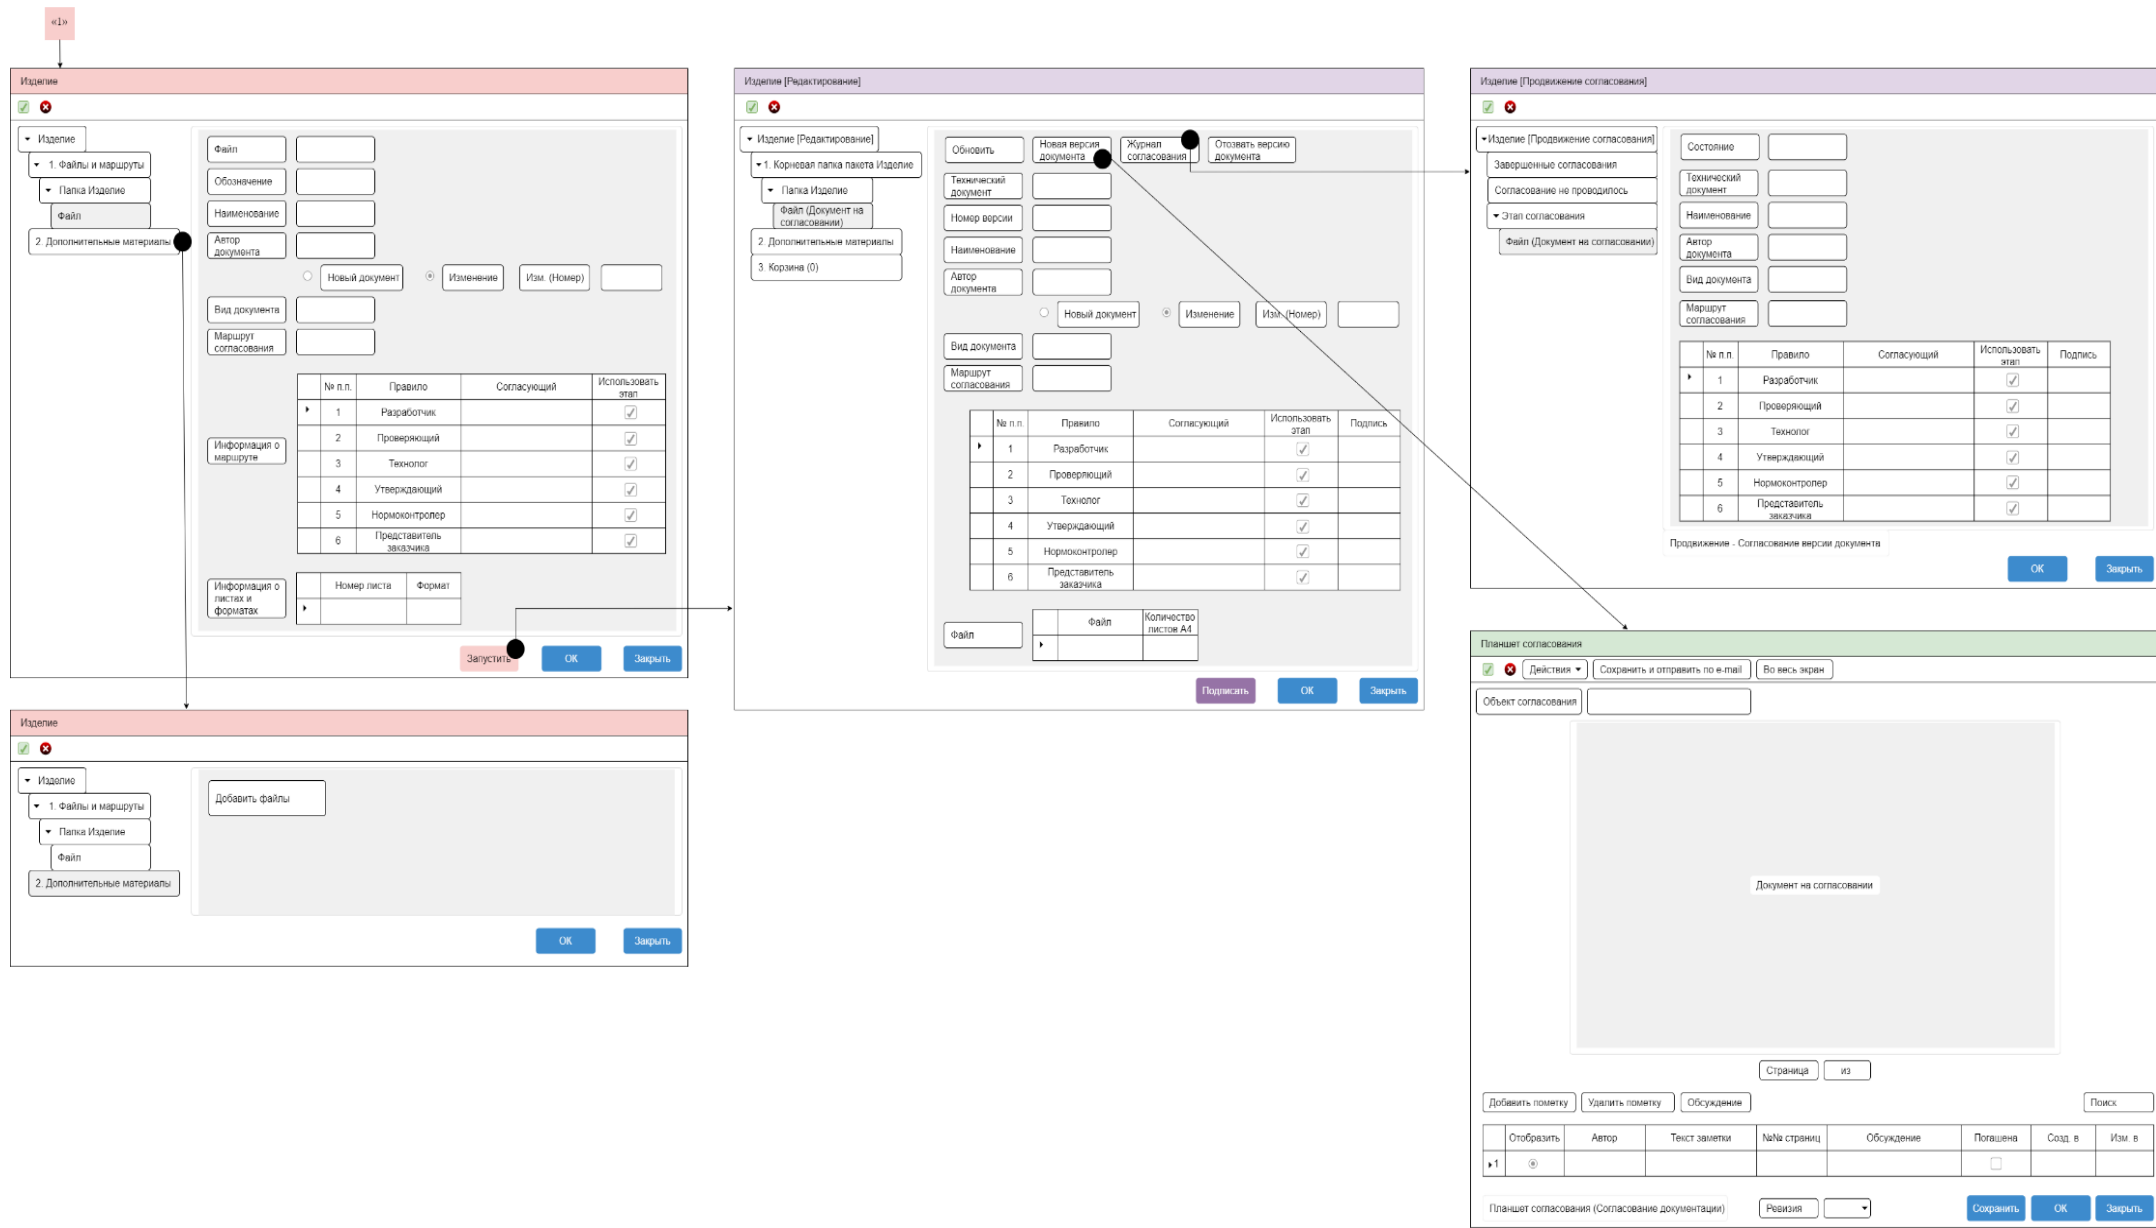 «1»
Изделие
Изделие
1. Файлы и маршруты
Папка Изделие
Файл
2. Дополнительные материалы
Файл
Обозначение
Наименование
Автор
документа
Новый документ
Изменение
Изм. (Номер)
Вид документа
Маршрут
согласования
Информация о
маршруте
№ п.п. Правило Согласующий Использовать
этап
1 Разработчик
2 Проверяющий
3 Технолог
4 Утверждающий
5 Нормоконтролер
6 Представитель
заказчика
Информация о
листах и
форматах
Номер листа Формат
Запустить
ОК
Закрыть
Изделие
Изделие
1. Файлы и маршруты
Папка Изделие
Файл
2. Дополнительные материалы
Добавить файлы
ОК
Закрыть
Изделие [Редактирование]
Изделие [Редактирование]
1. Корневая папка пакета Изделие
Папка Изделие
Файл (Документ на
согласовании)
2. Дополнительные материалы
3. Корзина (0)
Обновить
Новая версия
документа
Журнал
согласования
Отозвать версию
документа
Технический
документ
Номер версии
Наименование
Автор
документа
Новый документ
Изменение
Изм. (Номер)
Вид документа
Маршрут
согласования
№ п.п. Правило Согласующий Использовать
этап Подпись
1 Разработчик
2 Проверяющий
3 Технолог
4 Утверждающий
5 Нормоконтролер
6 Представитель
заказчика
Файл
Файл Количество
листов А4
Подписать
ОК
Закрыть
Изделие [Продвижение согласования]
Изделие [Продвижение согласования]
Завершенные согласования
Согласование не проводилось
Этап согласования
Файл (Документ на согласовании)
Состояние
Технический
документ
Наименование
Автор
документа
Вид документа
Маршрут
согласования
№ п.п. Правило Согласующий Использовать
этап Подпись
1 Разработчик
2 Проверяющий
3 Технолог
4 Утверждающий
5 Нормоконтролер
6 Представитель
заказчика
Продвижение - Согласование версии документа
ОК
Закрыть
Планшет согласования
Действия
Сохранить и отправить по e-mail
Во весь экран
Объект согласования
Документ на согласовании
Страница
из
Добавить пометку
Удалить пометку
Обсуждение
Поиск
Отобразить Автор Текст заметки №№ страниц Обсуждение Погашена Созд. в Изм. в
1
Планшет согласования (Согласование документации)
Ревизия
Сохранить
ОК
Закрыть